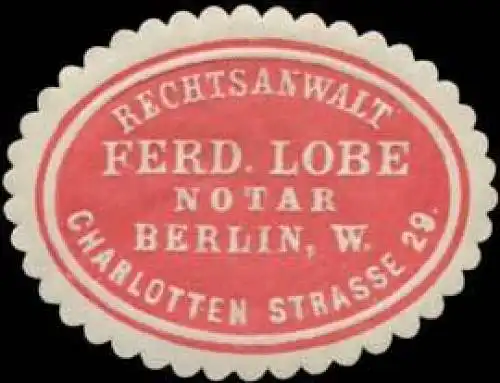 RECHTSANWALT
FERD. LOBE
NOTAR
BERLIN, W.
CHARLOTTEN STRASSE 29.